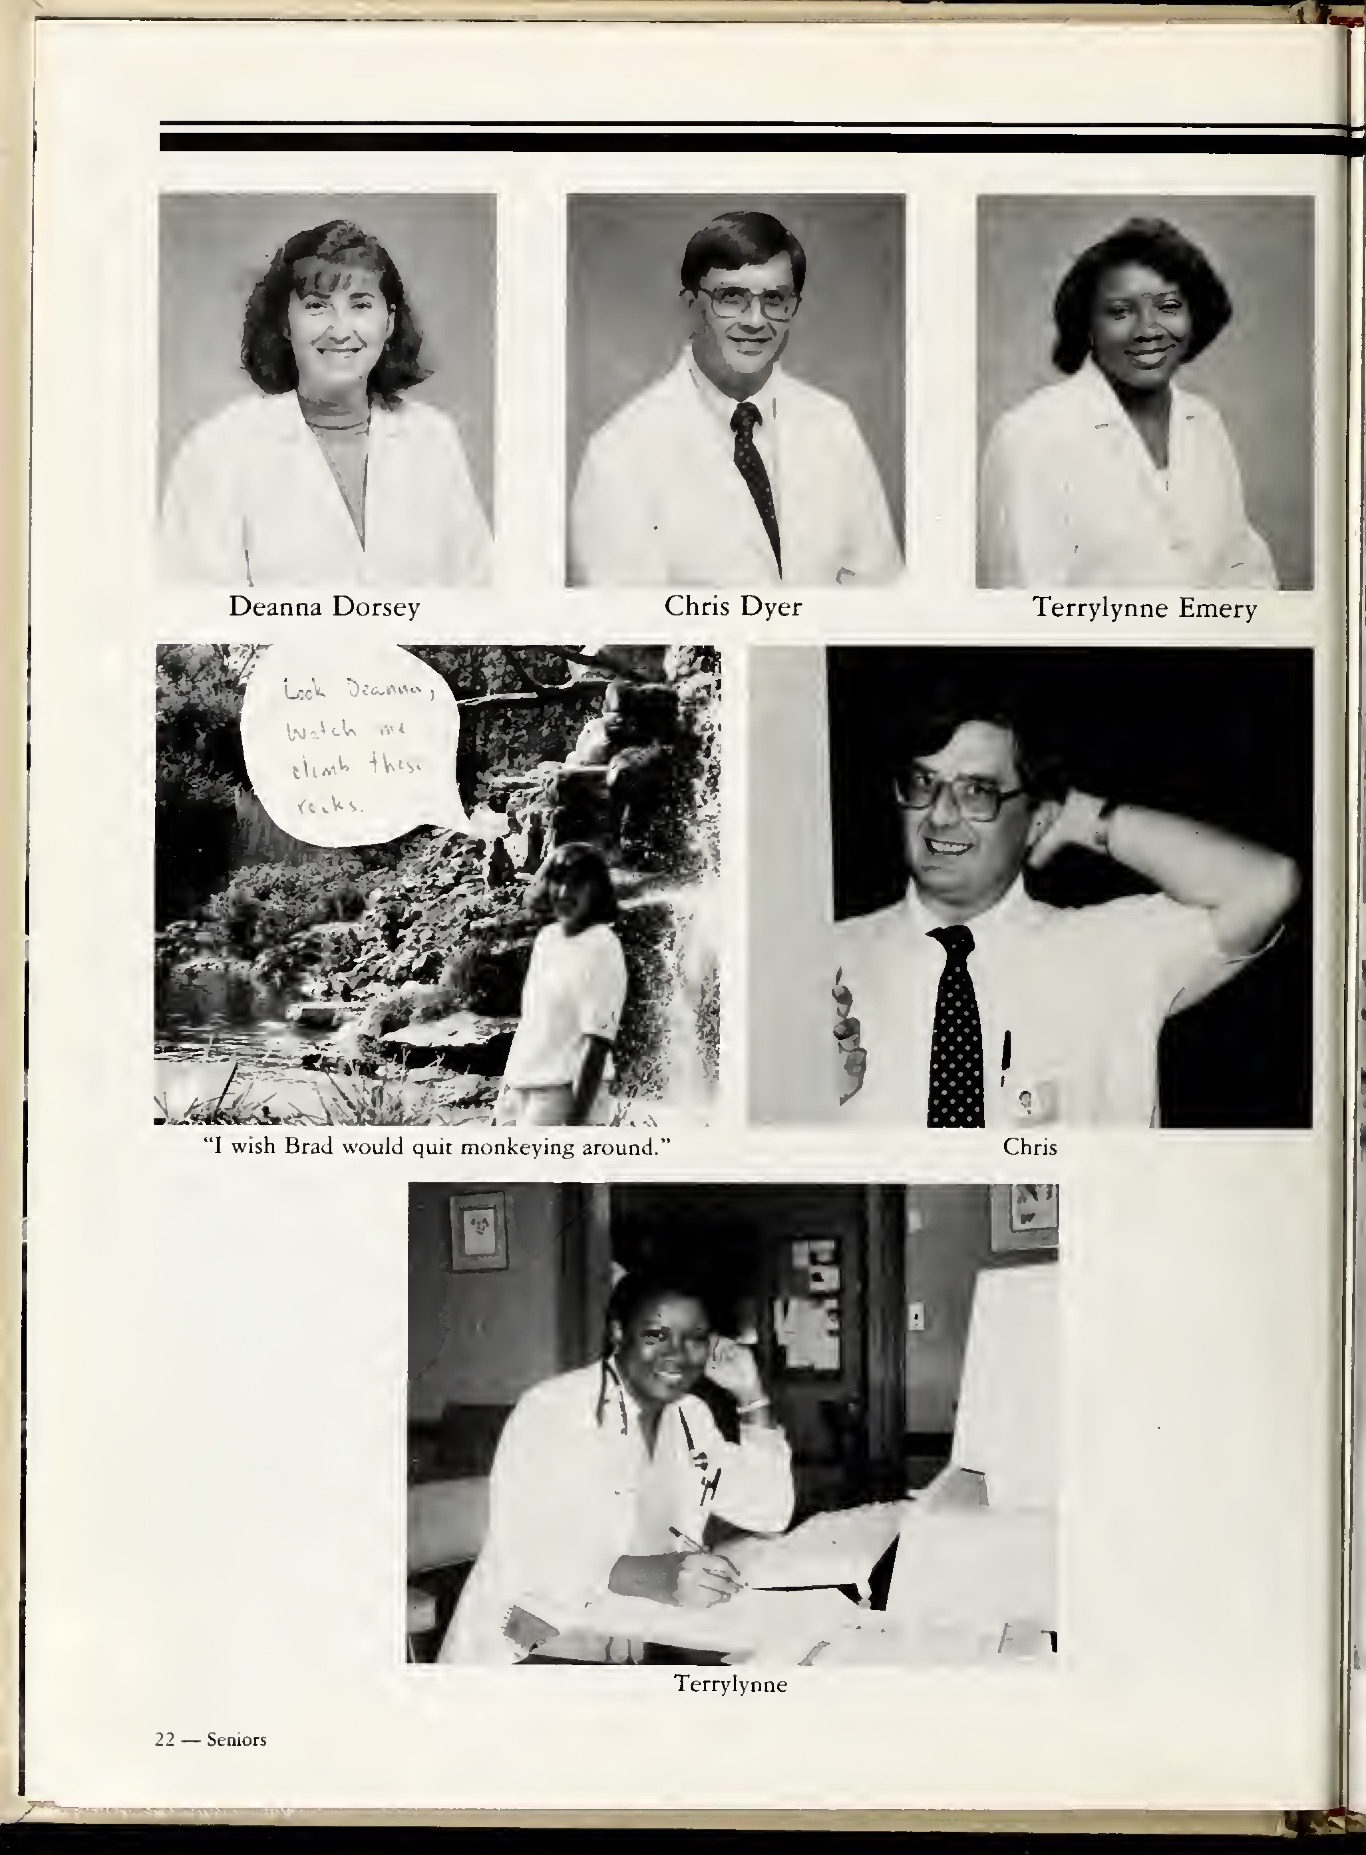 Deanna Dorsey
Chris Dyer
Terrylynne Emery
Look Deanna,
Watch me
climb these
rocks.
"I wish Brad would quit monkeying around."
Chris
Terrylynne
22 — Seniors